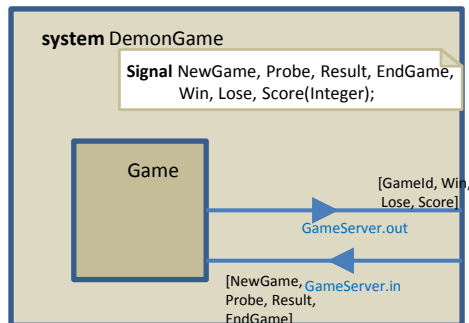 system DemonGame
Signal NewGame, Probe, Result, EndGame,
Win, Lose, Score(Integer);
Game
[GameId, Win,
Lose, Score]
GameServer.out
[NewGame,
Probe, Result,
EndGame]
GameServer.in